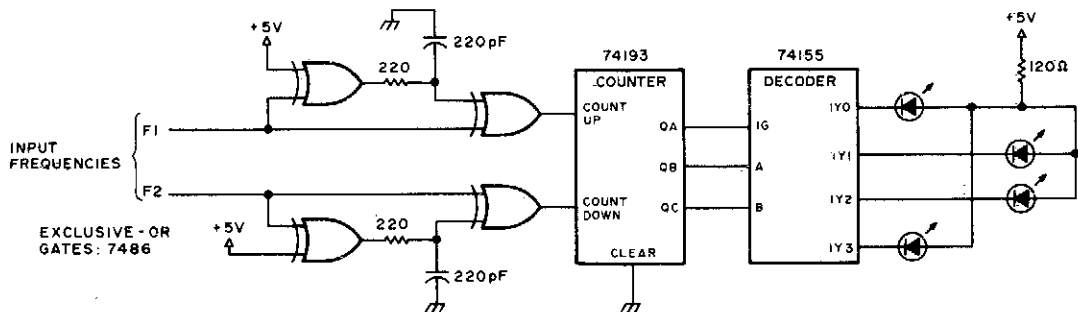 +5V
220pF
220
74193
COUNTER
COUNT
UP
QA
QB
QC
COUNT
DOWN
CLEAR
74155
DECODER
1G
A
B
1Y0
1Y1
1Y2
1Y3
+5V
120Ω
INPUT
FREQUENCIES
F1
F2
EXCLUSIVE-OR
GATES: 7486
+5V
220
220pF